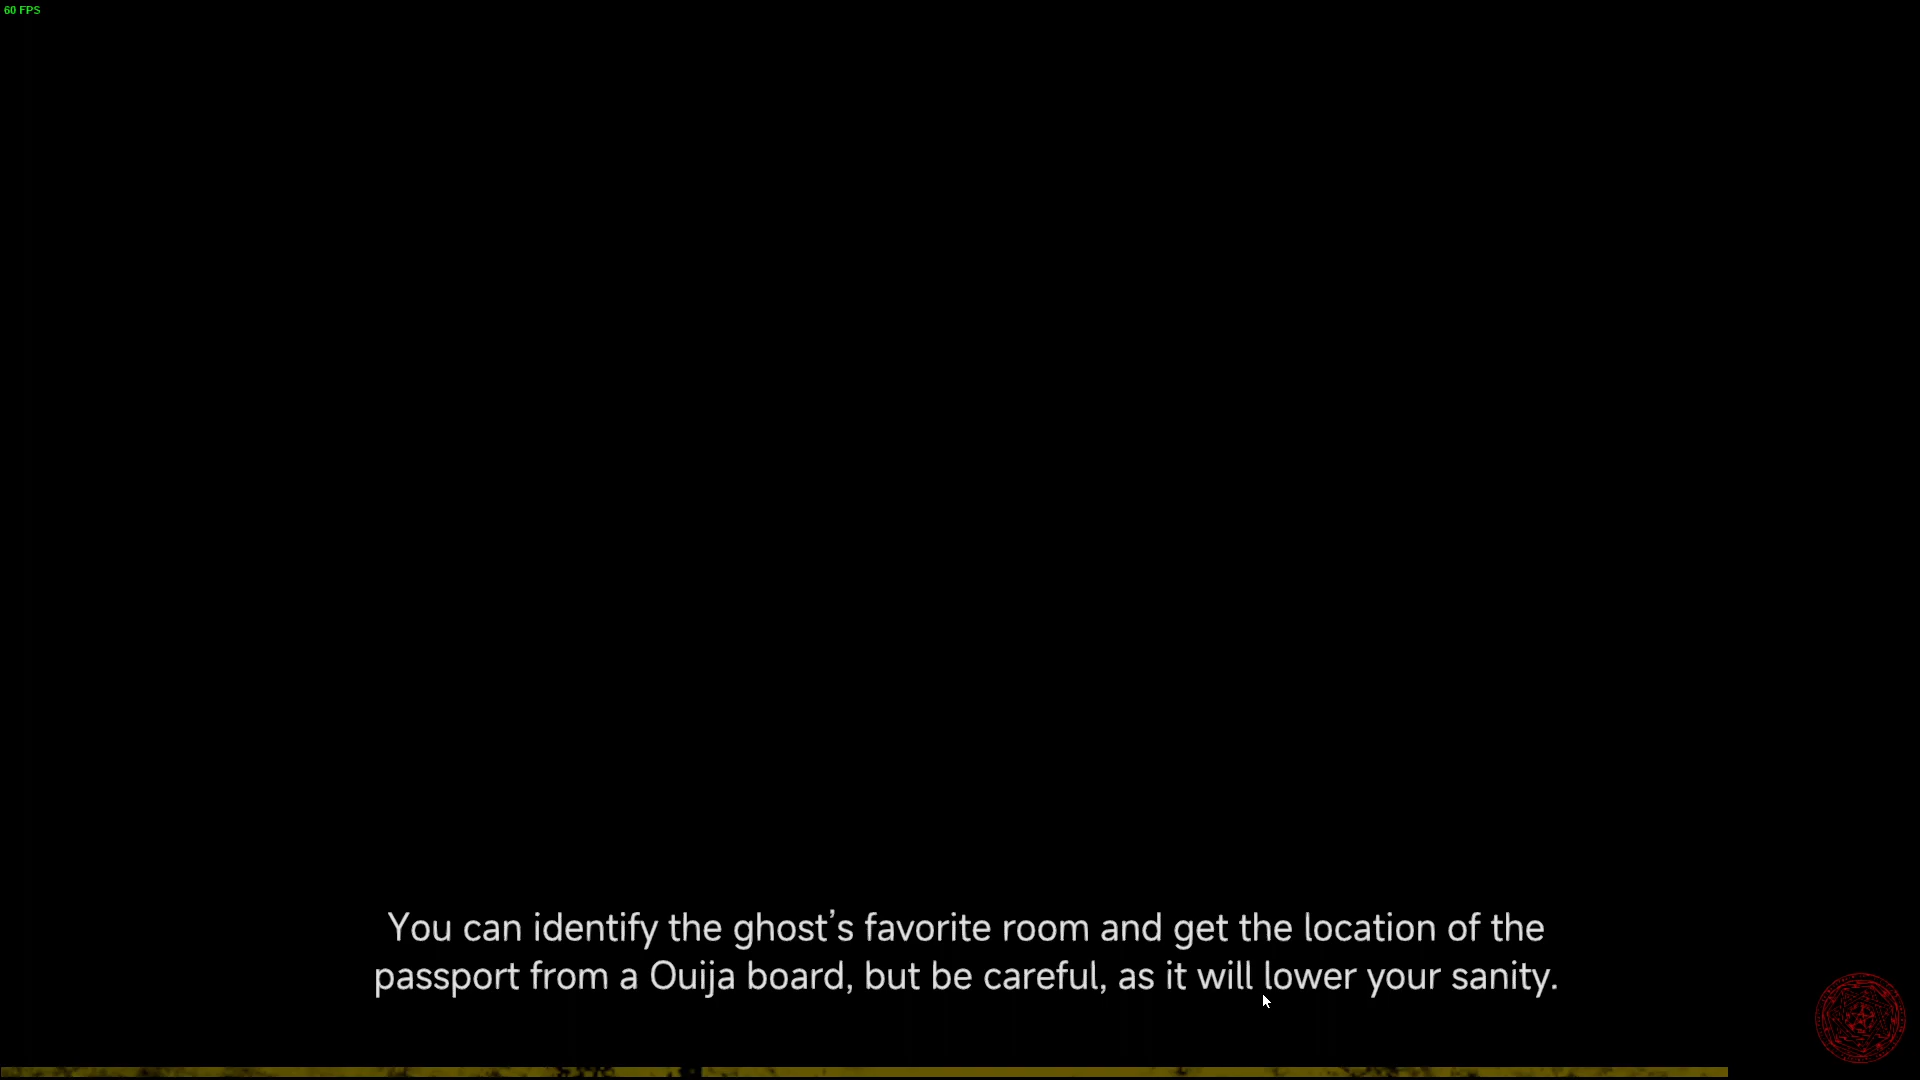 60 FPS
You can identify the ghost’s favorite room and get the location of the
passport from a Ouija board, but be careful, as it will lower your sanity.